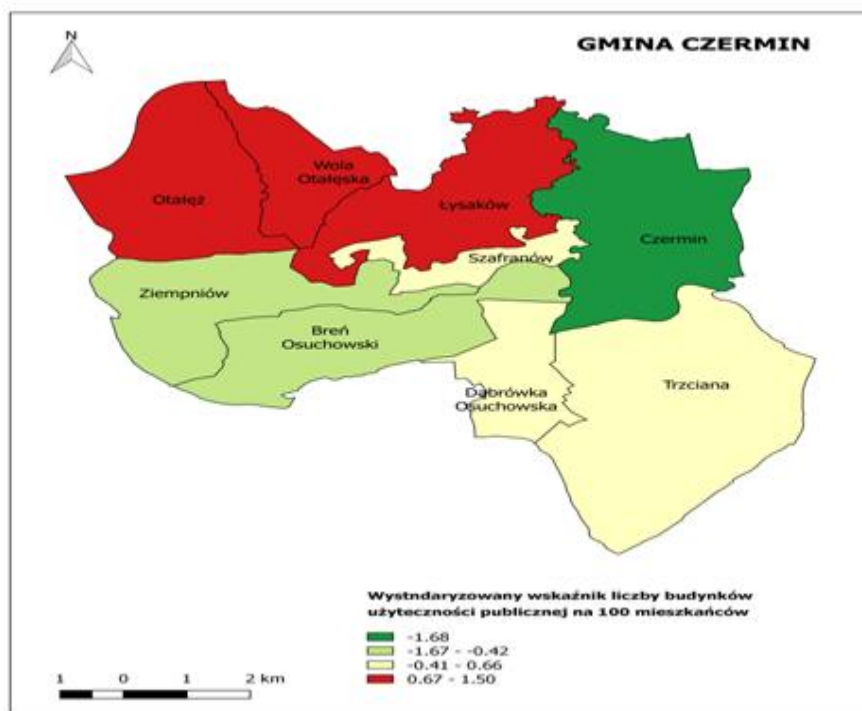 N
GMINA CZERMIN
Wola
Otałęska
Otałęż
Łysaków
Czermin
Szafranów
Ziempniów
Breń
Osuchowski
Dąbrówka
Osuchowska
Trzciana
Wystndaryzowany wskaźnik liczby budynków
użyteczności publicznej na 100 mieszkańców
-1.68
-1.67 - -0.42
-0.41 - 0.66
0.67 - 1.50
1 0 1 2 km